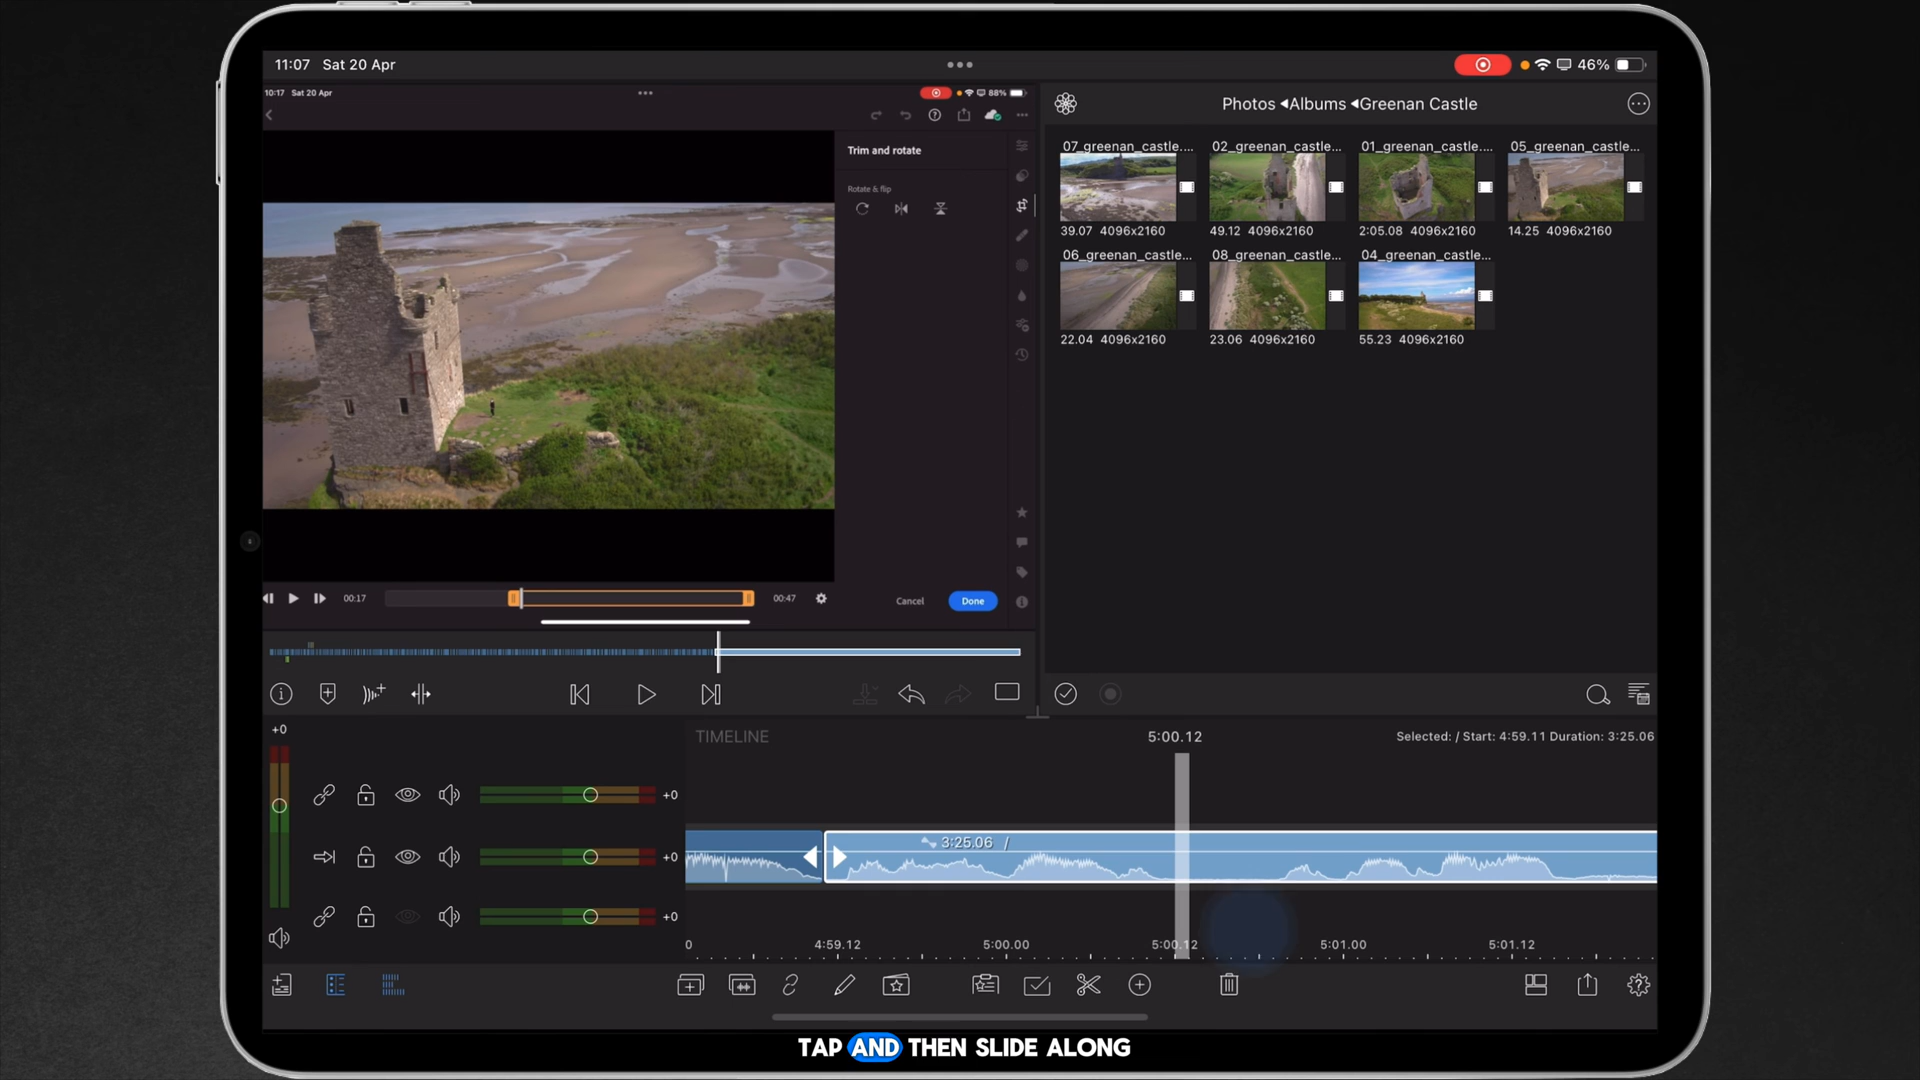 11:07 Sat 20 Apr
46%
10:17 Sat 20 Apr
88%
Trim and rotate
Rotate & flip
00:17
00:47
Cancel
Done
Photos ◀Albums ◀Greenan Castle
07_greenan_castle....
02_greenan_castle...
01_greenan_castle....
05_greenan_castle...
39.07 4096x2160
49.12 4096x2160
2:05.08 4096x2160
14.25 4096x2160
06_greenan_castle...
08_greenan_castle...
04_greenan_castle...
22.04 4096x2160
23.06 4096x2160
55.23 4096x2160
+0
TIMELINE
5:00.12
Selected: / Start: 4:59.11 Duration: 3:25.06
+0
3:25.06 /
+0
+0
0
4:59.12
5:00.00
5:00.12
5:01.00
5:01.12
TAP AND THEN SLIDE ALONG